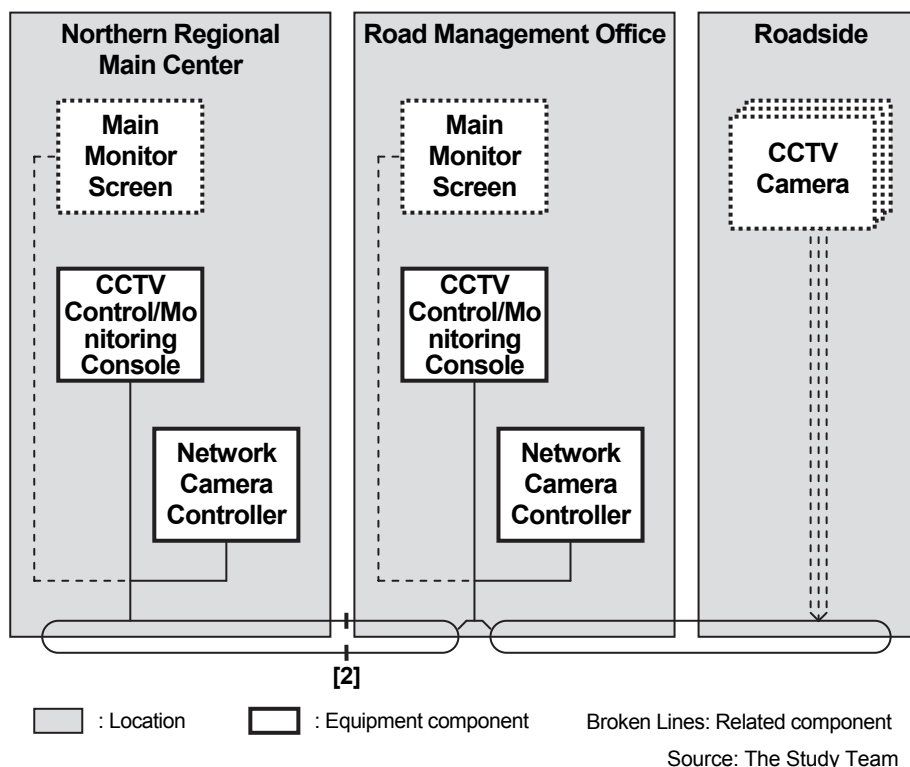 Northern Regional
Main Center
Main
Monitor
Screen
CCTV
Control/Mo
nitoring
Console
Network
Camera
Controller
Road Management Office
Main
Monitor
Screen
CCTV
Control/Mo
nitoring
Console
Network
Camera
Controller
Roadside
CCTV
Camera
[2]
: Location
: Equipment component
Broken Lines: Related component
Source: The Study Team